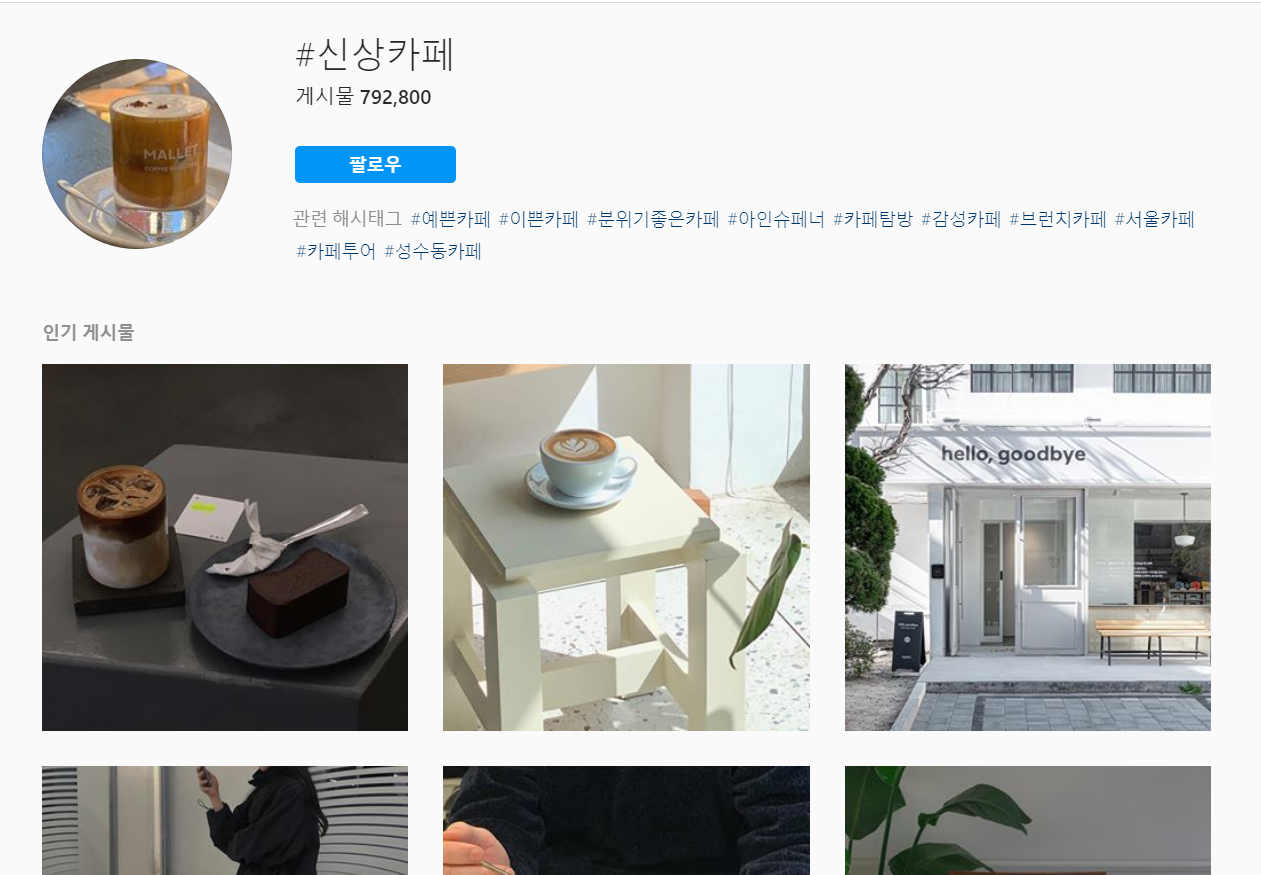 #신상카페
게시물 792,800
MALLET
팔로우
관련 해시태그 #예쁜카페 #이쁜카페 #분위기좋은카페 #아인슈페너 #카페탐방 #감성카페 #브런치카페 #서울카페
#카페투어 #성수동카페
인기 게시물
hello, goodbye